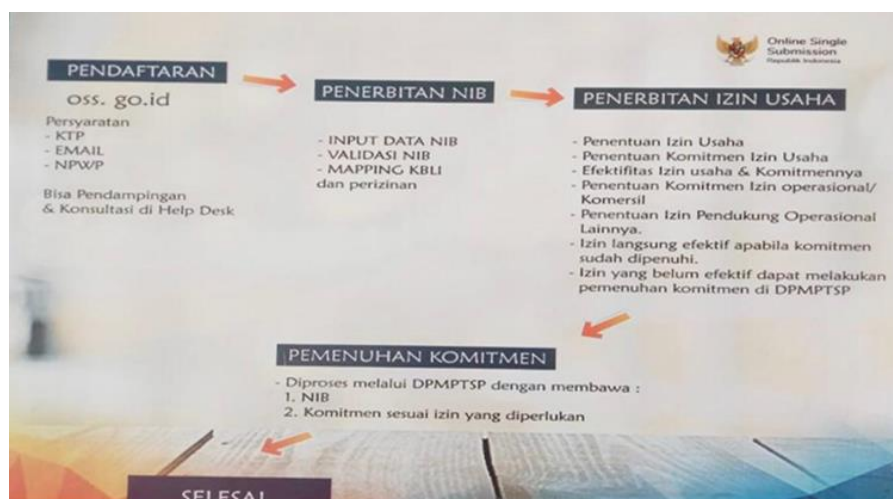 Online Single
Submission
Republik Indonesia
PENDAFTARAN
oss. go.id
Persyaratan
- KTP
- EMAIL
- NPWP
Bisa Pendampingan
& Konsultasi di Help Desk
PENERBITAN NIB
- INPUT DATA NIB
- VALIDASI NIB
- MAPPING KBLI
dan perizinan
PENERBITAN IZIN USAHA
- Penentuan Izin Usaha
- Penentuan Komitmen Izin Usaha
- Efektifitas Izin usaha & Komitmennya
- Penentuan Komitmen Izin operasional/
Komersil
- Penentuan Izin Pendukung Operasional
Lainnya.
- Izin langsung efektif apabila komitmen
sudah dipenuhi.
- Izin yang belum efektif dapat melakukan
pemenuhan komitmen di DPMPTSP
PEMENUHAN KOMITMEN
- Diproses melalui DPMPTSP dengan membawa :
1. NIB
2. Komitmen sesuai izin yang diperlukan
SELESAI